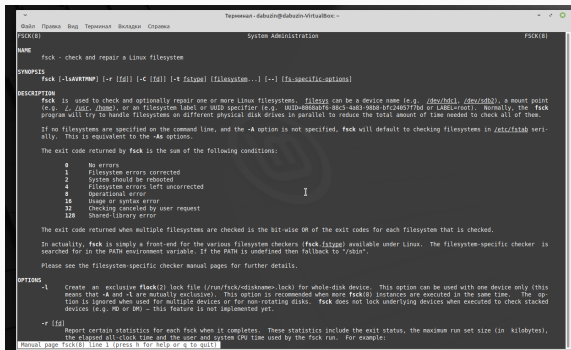 Терминал - dabuzin@dabuzin-VirtualBox: ~
Файл Правка Вид Терминал Вкладки Справка
FSCK(8) System Administration FSCK(8)
NAME
fsck - check and repair a Linux filesystem
SYNOPSIS
fsck [-lsAVRTMNP] [-r [fd]] [-C [fd]] [-t fstype] [filesystem...] [--] [fs-specific-options]
DESCRIPTION
fsck is used to check and optionally repair one or more Linux filesystems. filesys can be a device name (e.g. /dev/hdc1, /dev/sdb2), a mount point
(e.g. /, /usr, /home), or an filesystem label or UUID specifier (e.g. UUID=8868abf6-88c5-4a83-98b8-bfc24057f7bd or LABEL=root). Normally, the fsck
program will try to handle filesystems on different physical disk drives in parallel to reduce the total amount of time needed to check all of them.
If no filesystems are specified on the command line, and the -A option is not specified, fsck will default to checking filesystems in /etc/fstab seri‐
ally. This is equivalent to the -As options.
The exit code returned by fsck is the sum of the following conditions:
0 No errors
1 Filesystem errors corrected
2 System should be rebooted
4 Filesystem errors left uncorrected
8 Operational error
16 Usage or syntax error
32 Checking canceled by user request
128 Shared-library error
The exit code returned when multiple filesystems are checked is the bit-wise OR of the exit codes for each filesystem that is checked.
In actuality, fsck is simply a front-end for the various filesystem checkers (fsck.fstype) available under Linux. The filesystem-specific checker is
searched for in the PATH environment variable. If the PATH is undefined then fallback to "/sbin".
Please see the filesystem-specific checker manual pages for further details.
OPTIONS
-l Create an exclusive flock(2) lock file (/run/fsck/<diskname>.lock) for whole-disk device. This option can be used with one device only (this
means that -A and -l are mutually exclusive). This option is recommended when more fsck(8) instances are executed in the same time. The op‐
tion is ignored when used for multiple devices or for non-rotating disks. fsck does not lock underlying devices when executed to check stacked
devices (e.g. MD or DM) – this feature is not implemented yet.
-r [fd]
Report certain statistics for each fsck when it completes. These statistics include the exit status, the maximum run set size (in kilobytes),
the elapsed all-clock time and the user and system CPU time used by the fsck run. For example:
Manual page fsck(8) line 1 (press h for help or q to quit)